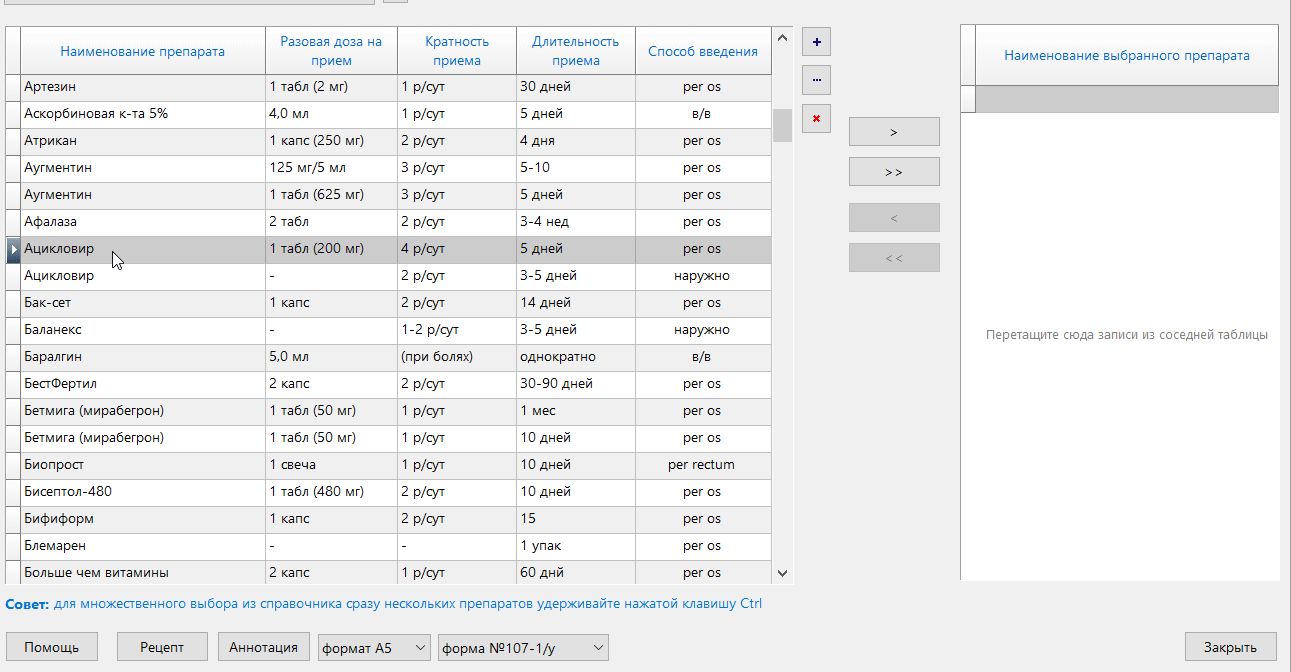 Наименование препарата Разовая доза на прием Кратность приема Длительность приема Способ введения
Артезин 1 табл (2 мг) 1 р/сут 30 дней per os
Аскорбиновая к-та 5% 4,0 мл 1 р/сут 5 дней в/в
Атрикан 1 капс (250 мг) 2 р/сут 4 дня per os
Аугментин 125 мг/5 мл 3 р/сут 5-10 per os
Аугментин 1 табл (625 мг) 3 р/сут 5 дней per os
Афалаза 2 табл 2 р/сут 3-4 нед per os
Ацикловир 1 табл (200 мг) 4 р/сут 5 дней per os
Ацикловир - 2 р/сут 3-5 дней наружно
Бак-сет 1 капс 2 р/сут 14 дней per os
Баланекс - 1-2 р/сут 3-5 дней наружно
Баралгин 5,0 мл (при болях) однократно в/в
БестФертил 2 капс 2 р/сут 30-90 дней per os
Бетмига (мирабегрон) 1 табл (50 мг) 1 р/сут 1 мес per os
Бетмига (мирабегрон) 1 табл (50 мг) 1 р/сут 10 дней per os
Биопрост 1 свеча 1 р/сут 10 дней per rectum
Бисептол-480 1 табл (480 мг) 2 р/сут 10 дней per os
Бифиформ 1 капс 2 р/сут 15 per os
Блемарен - - 1 упак per os
Больше чем витамины 2 капс 1 р/сут 60 днй per os
+
...
×
>
>>
<
<<
Наименование выбранного препарата
Перетащите сюда записи из соседней таблицы
Совет: для множественного выбора из справочника сразу нескольких препаратов удерживайте нажатой клавишу Ctrl
Помощь Рецепт Аннотация формат А5 форма №107-1/у Закрыть